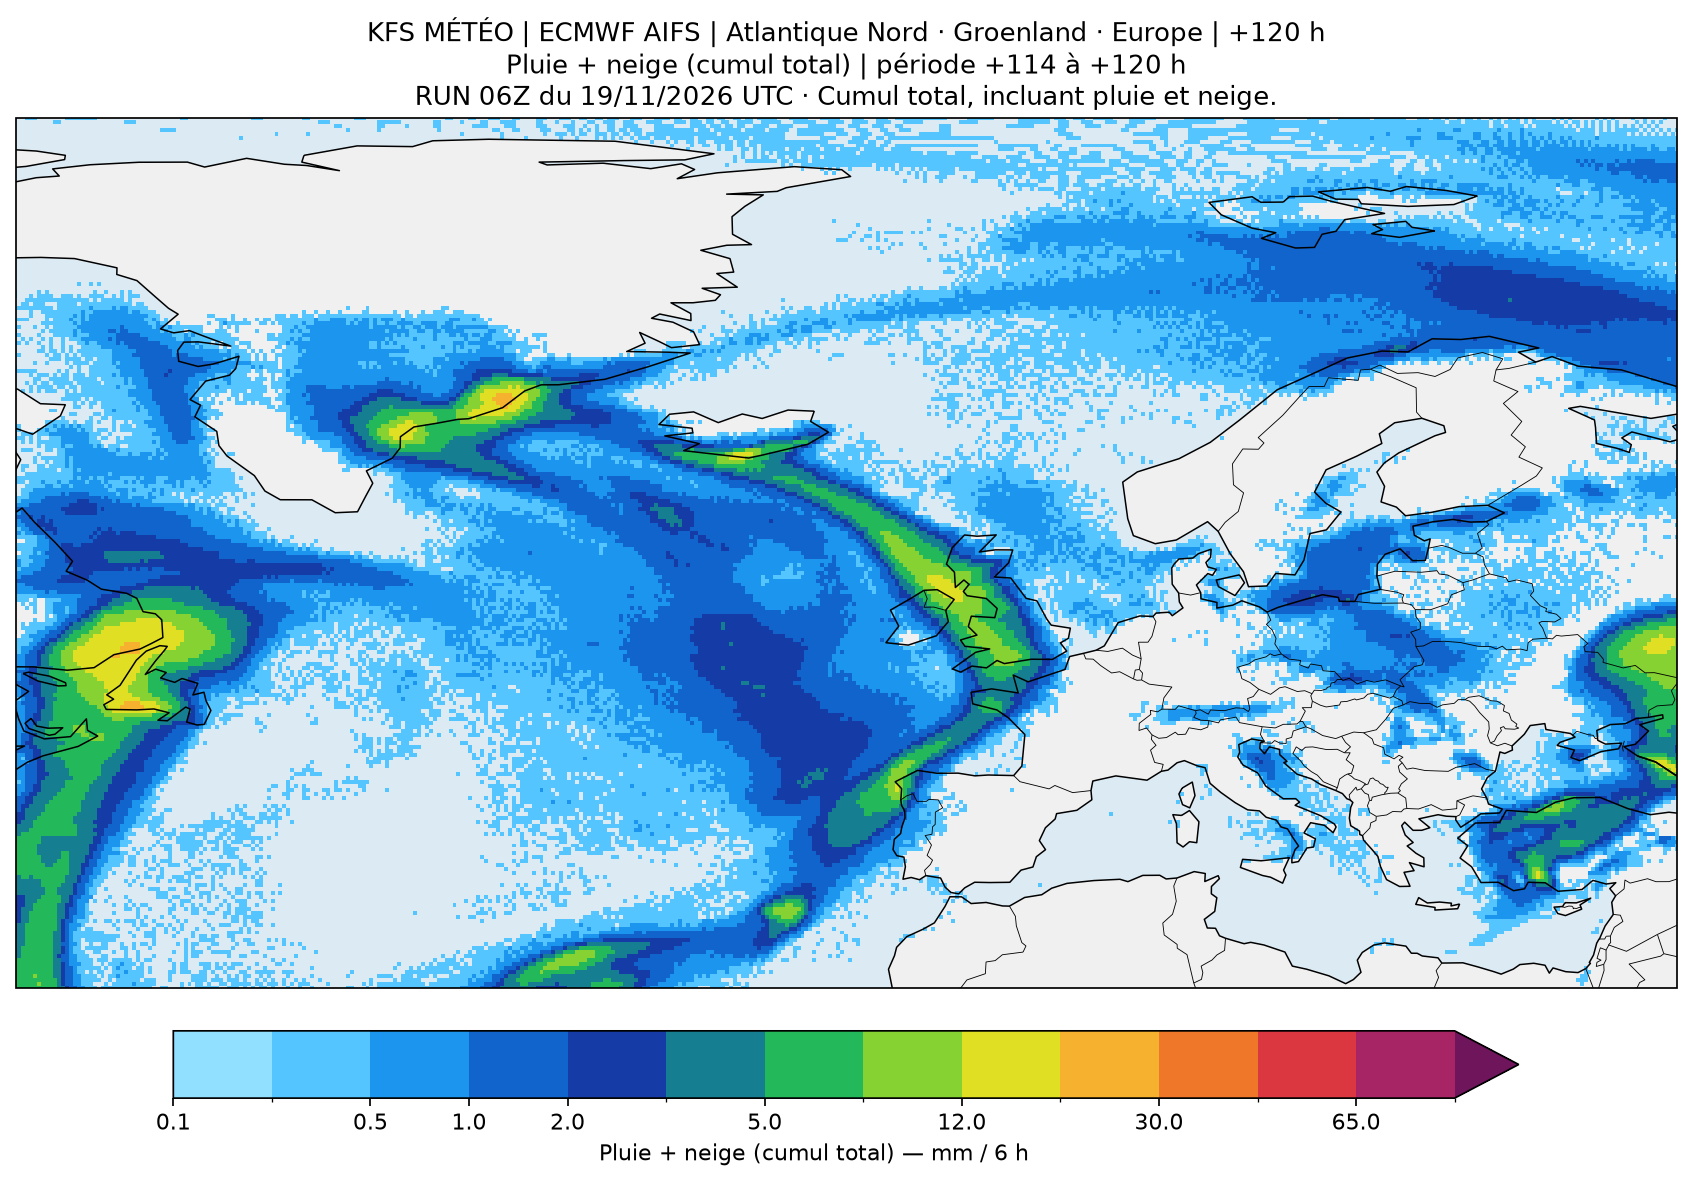 KFS MÉTÉO | ECMWF AIFS | Atlantique Nord · Groenland · Europe | +120 h
Pluie + neige (cumul total) | période +114 à +120 h
RUN 06Z du 19/11/2026 UTC · Cumul total, incluant pluie et neige.
0.1 0.5 1.0 2.0 5.0 12.0 30.0 65.0
Pluie + neige (cumul total) — mm / 6 h